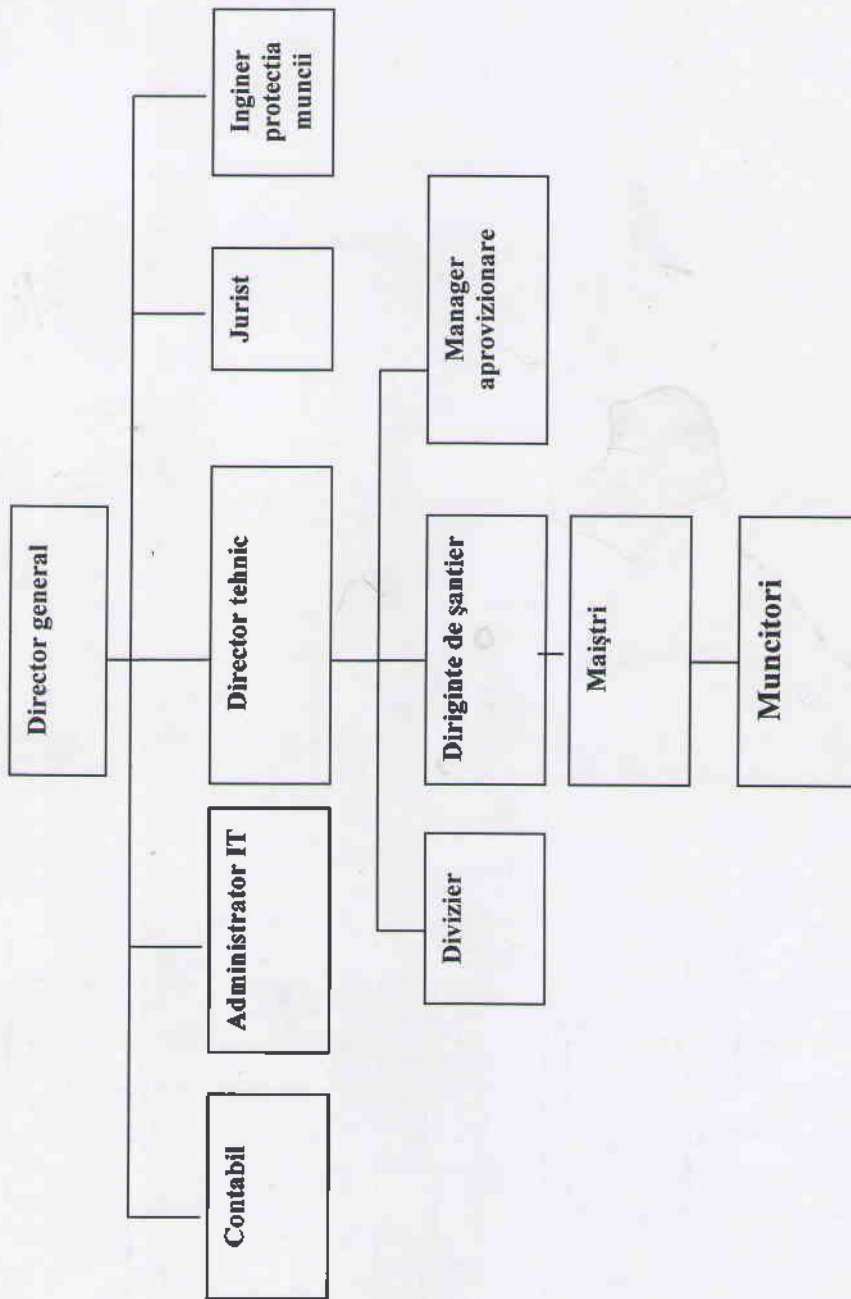 Director general
Contabil
Administrator IT
Director tehnic
Jurist
Inginer
protectia
muncii
Divizier
Diriginte de şantier
Manager
aprovizionare
Maiştri
Muncitori